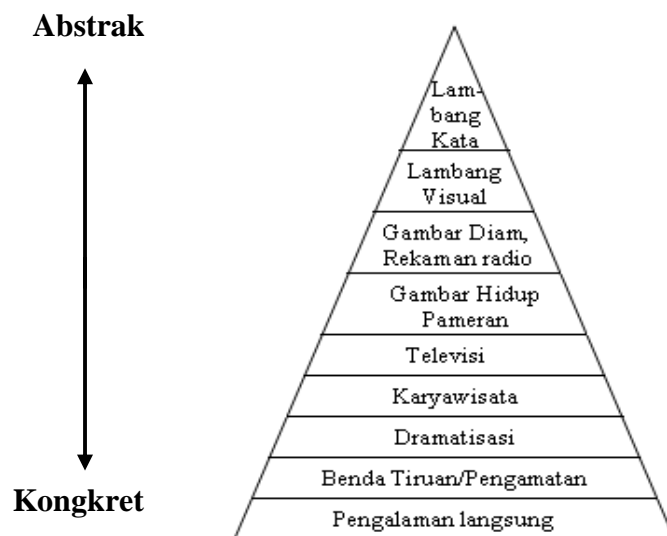 Abstrak
Lam-
bang
Kata
Lambang
Visual
Gambar Diam,
Rekaman radio
Gambar Hidup
Pameran
Televisi
Karyawisata
Dramatisasi
Benda Tiruan/Pengamatan
Kongkret
Pengalaman langsung